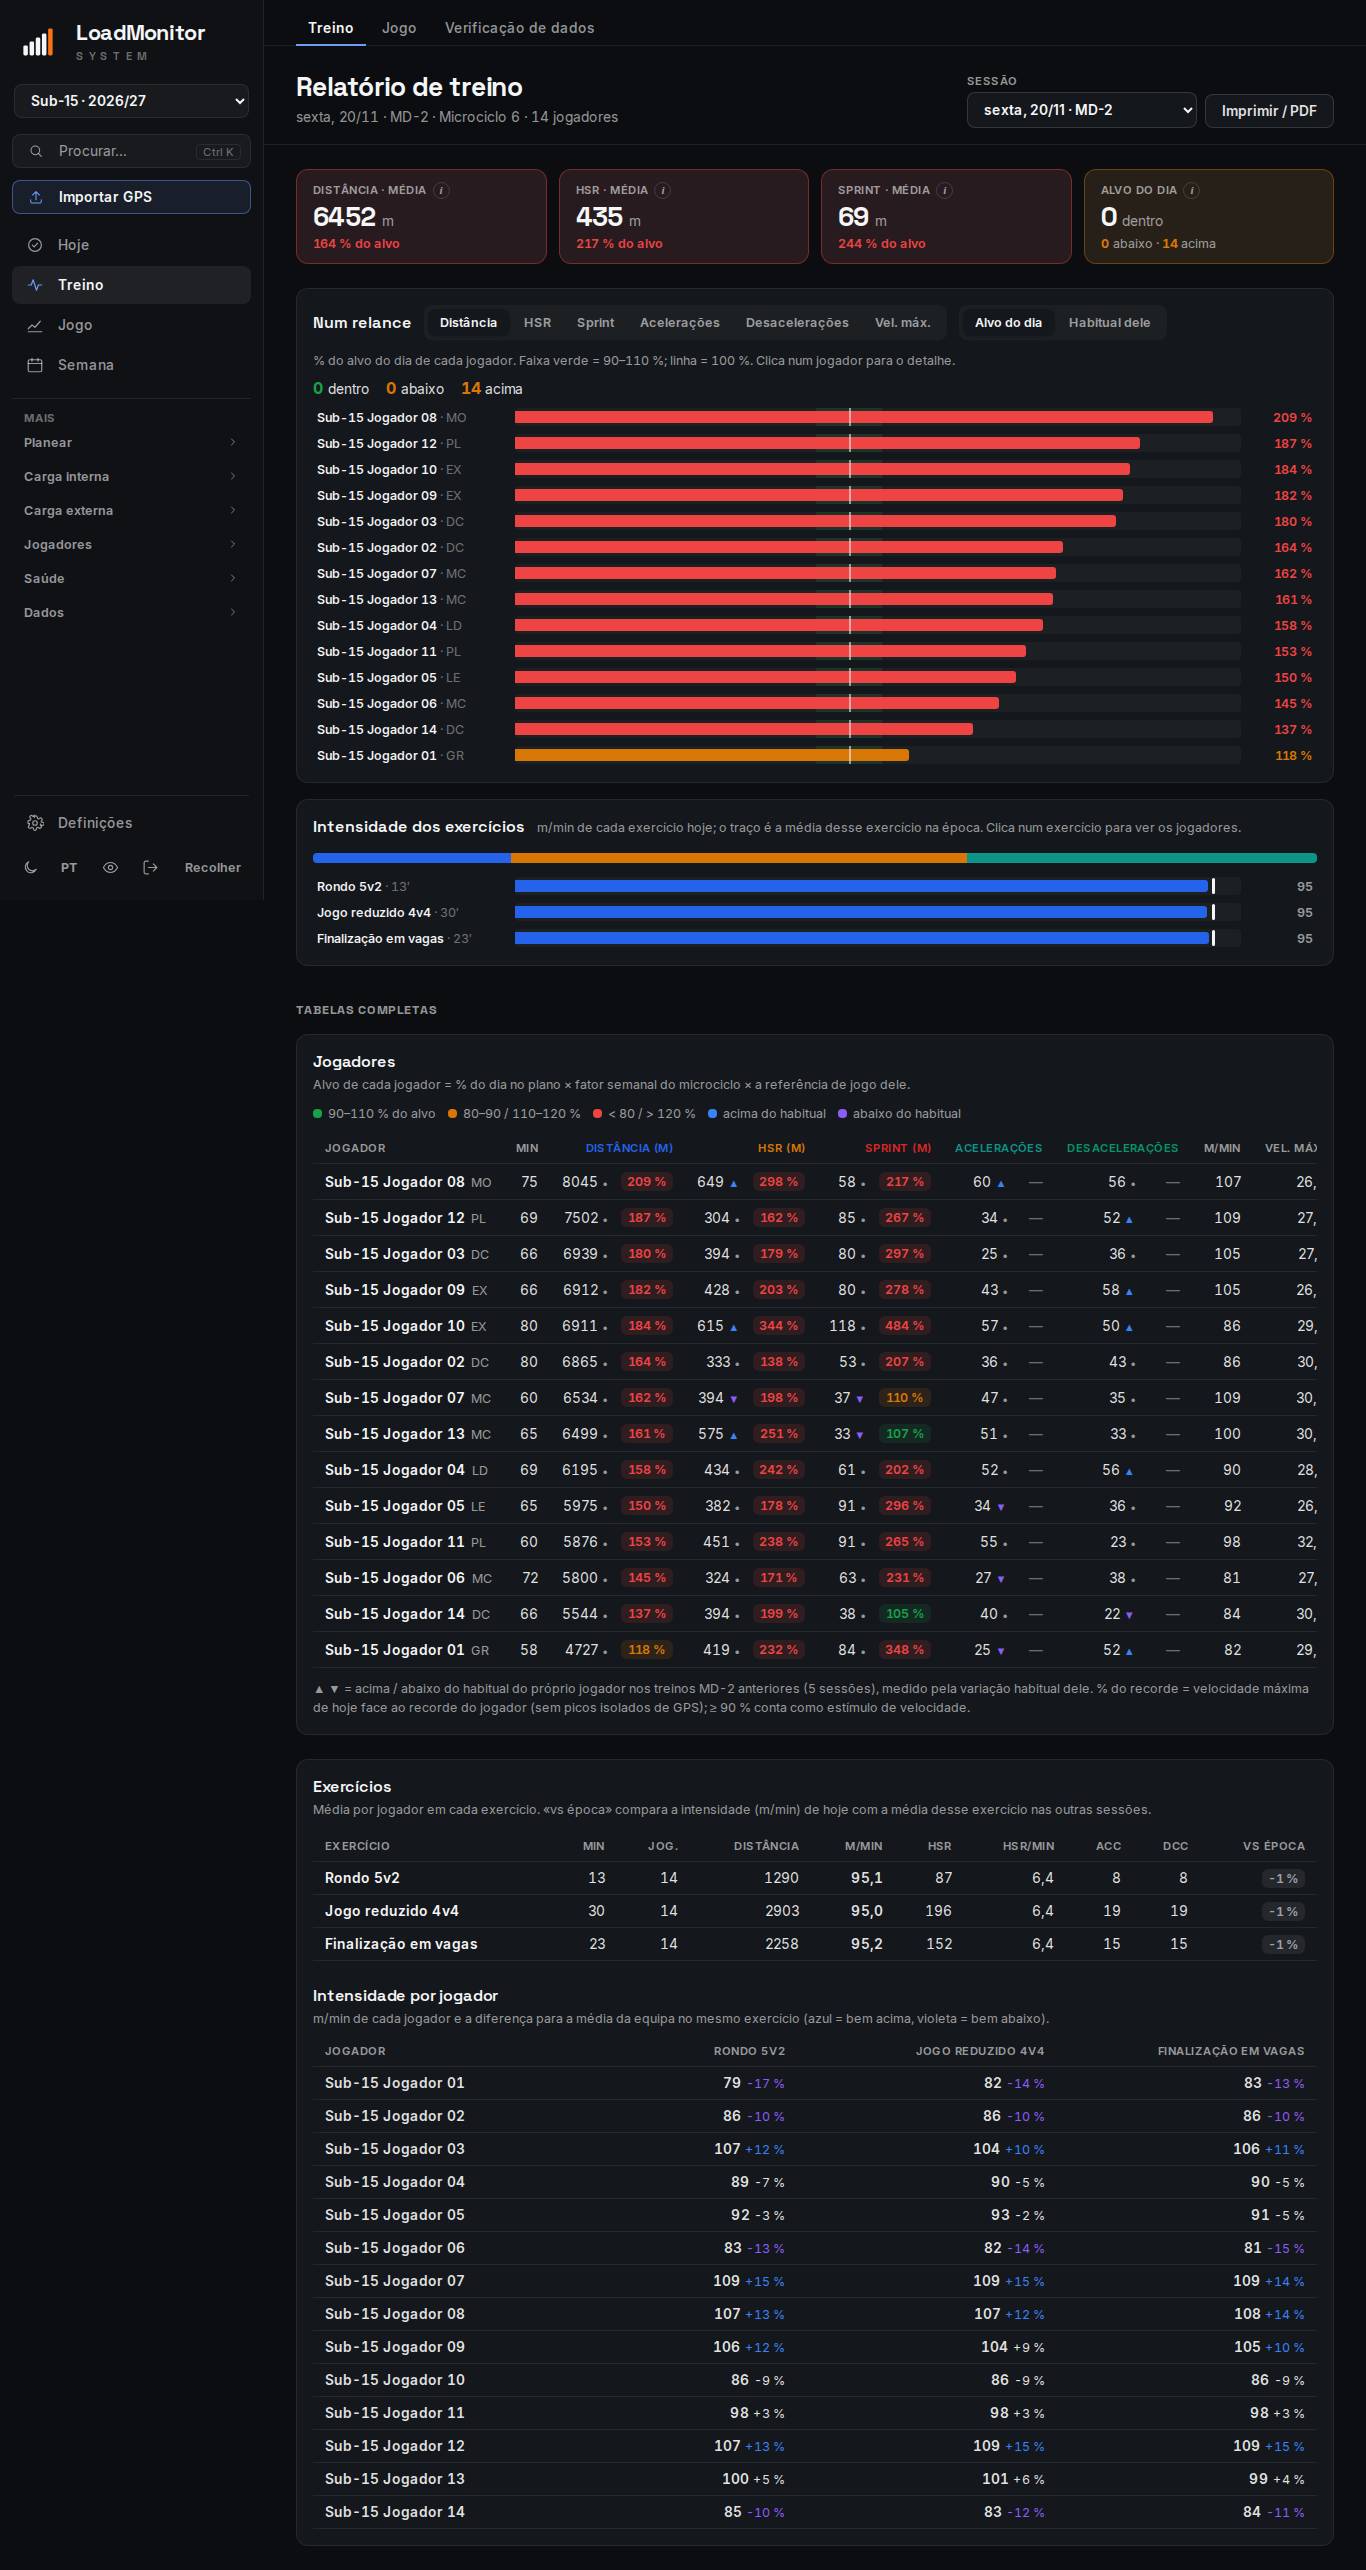 LoadMonitor
SYSTEM
Sub-15 · 2026/27
Procurar... Ctrl K
Importar GPS
Hoje
Treino
Jogo
Semana
MAIS
Planear
Carga interna
Carga externa
Jogadores
Saúde
Dados
Definições
PT Recolher
Treino Jogo Verificação de dados
Relatório de treino
sexta, 20/11 · MD-2 · Microciclo 6 · 14 jogadores
SESSÃO
sexta, 20/11 · MD-2 Imprimir / PDF
DISTÂNCIA · MÉDIA i
6452 m
164 % do alvo
HSR · MÉDIA i
435 m
217 % do alvo
SPRINT · MÉDIA i
69 m
244 % do alvo
ALVO DO DIA i
0 dentro
0 abaixo · 14 acima
Num relance Distância HSR Sprint Acelerações Desacelerações Vel. máx. Alvo do dia Habitual dele
% do alvo do dia de cada jogador. Faixa verde = 90–110 %; linha = 100 %. Clica num jogador para o detalhe.
0 dentro 0 abaixo 14 acima
Sub-15 Jogador 08 · MO 209 %
Sub-15 Jogador 12 · PL 187 %
Sub-15 Jogador 10 · EX 184 %
Sub-15 Jogador 09 · EX 182 %
Sub-15 Jogador 03 · DC 180 %
Sub-15 Jogador 02 · DC 164 %
Sub-15 Jogador 07 · MC 162 %
Sub-15 Jogador 13 · MC 161 %
Sub-15 Jogador 04 · LD 158 %
Sub-15 Jogador 11 · PL 153 %
Sub-15 Jogador 05 · LE 150 %
Sub-15 Jogador 06 · MC 145 %
Sub-15 Jogador 14 · DC 137 %
Sub-15 Jogador 01 · GR 118 %
Intensidade dos exercícios m/min de cada exercício hoje; o traço é a média desse exercício na época. Clica num exercício para ver os jogadores.
Rondo 5v2 · 13' 95
Jogo reduzido 4v4 · 30' 95
Finalização em vagas · 23' 95
TABELAS COMPLETAS
Jogadores
Alvo de cada jogador = % do dia no plano × fator semanal do microciclo × a referência de jogo dele.
90–110 % do alvo 80–90 / 110–120 % < 80 / > 120 % acima do habitual abaixo do habitual
JOGADOR MIN DISTÂNCIA (M) HSR (M) SPRINT (M) ACELERAÇÕES DESACELERAÇÕES M/MIN VEL. MÁX
Sub-15 Jogador 08 MO 75 8045 • 209 % 649 ▲ 298 % 58 • 217 % 60 ▲ — 56 • — 107 26,
Sub-15 Jogador 12 PL 69 7502 • 187 % 304 • 162 % 85 • 267 % 34 • — 52 ▲ — 109 27,
Sub-15 Jogador 03 DC 66 6939 • 180 % 394 • 179 % 80 • 297 % 25 • — 36 • — 105 27,
Sub-15 Jogador 09 EX 66 6912 • 182 % 428 • 203 % 80 • 278 % 43 • — 58 ▲ — 105 26,
Sub-15 Jogador 10 EX 80 6911 • 184 % 615 ▲ 344 % 118 • 484 % 57 • — 50 ▲ — 86 29,
Sub-15 Jogador 02 DC 80 6865 • 164 % 333 • 138 % 53 • 207 % 36 • — 43 • — 86 30,
Sub-15 Jogador 07 MC 60 6534 • 162 % 394 ▼ 198 % 37 ▼ 110 % 47 • — 35 • — 109 30,
Sub-15 Jogador 13 MC 65 6499 • 161 % 575 ▲ 251 % 33 ▼ 107 % 51 • — 33 • — 100 30,
Sub-15 Jogador 04 LD 69 6195 • 158 % 434 • 242 % 61 • 202 % 52 • — 56 ▲ — 90 28,
Sub-15 Jogador 05 LE 65 5975 • 150 % 382 • 178 % 91 • 296 % 34 ▼ — 36 • — 92 26,
Sub-15 Jogador 11 PL 60 5876 • 153 % 451 • 238 % 91 • 265 % 55 • — 23 • — 98 32,
Sub-15 Jogador 06 MC 72 5800 • 145 % 324 • 171 % 63 • 231 % 27 ▼ — 38 • — 81 27,
Sub-15 Jogador 14 DC 66 5544 • 137 % 394 • 199 % 38 • 105 % 40 • — 22 ▼ — 84 30,
Sub-15 Jogador 01 GR 58 4727 • 118 % 419 • 232 % 84 • 348 % 25 ▼ — 52 ▲ — 82 29,
▲ ▼ = acima / abaixo do habitual do próprio jogador nos treinos MD-2 anteriores (5 sessões), medido pela variação habitual dele. % do recorde = velocidade máxima
de hoje face ao recorde do jogador (sem picos isolados de GPS); ≥ 90 % conta como estímulo de velocidade.
Exercícios
Média por jogador em cada exercício. «vs época» compara a intensidade (m/min) de hoje com a média desse exercício nas outras sessões.
EXERCÍCIO MIN JOG. DISTÂNCIA M/MIN HSR HSR/MIN ACC DCC VS ÉPOCA
Rondo 5v2 13 14 1290 95,1 87 6,4 8 8 -1 %
Jogo reduzido 4v4 30 14 2903 95,0 196 6,4 19 19 -1 %
Finalização em vagas 23 14 2258 95,2 152 6,4 15 15 -1 %
Intensidade por jogador
m/min de cada jogador e a diferença para a média da equipa no mesmo exercício (azul = bem acima, violeta = bem abaixo).
JOGADOR RONDO 5V2 JOGO REDUZIDO 4V4 FINALIZAÇÃO EM VAGAS
Sub-15 Jogador 01 79 -17 % 82 -14 % 83 -13 %
Sub-15 Jogador 02 86 -10 % 86 -10 % 86 -10 %
Sub-15 Jogador 03 107 +12 % 104 +10 % 106 +11 %
Sub-15 Jogador 04 89 -7 % 90 -5 % 90 -5 %
Sub-15 Jogador 05 92 -3 % 93 -2 % 91 -5 %
Sub-15 Jogador 06 83 -13 % 82 -14 % 81 -15 %
Sub-15 Jogador 07 109 +15 % 109 +15 % 109 +14 %
Sub-15 Jogador 08 107 +13 % 107 +12 % 108 +14 %
Sub-15 Jogador 09 106 +12 % 104 +9 % 105 +10 %
Sub-15 Jogador 10 86 -9 % 86 -9 % 86 -9 %
Sub-15 Jogador 11 98 +3 % 98 +3 % 98 +3 %
Sub-15 Jogador 12 107 +13 % 109 +15 % 109 +15 %
Sub-15 Jogador 13 100 +5 % 101 +6 % 99 +4 %
Sub-15 Jogador 14 85 -10 % 83 -12 % 84 -11 %